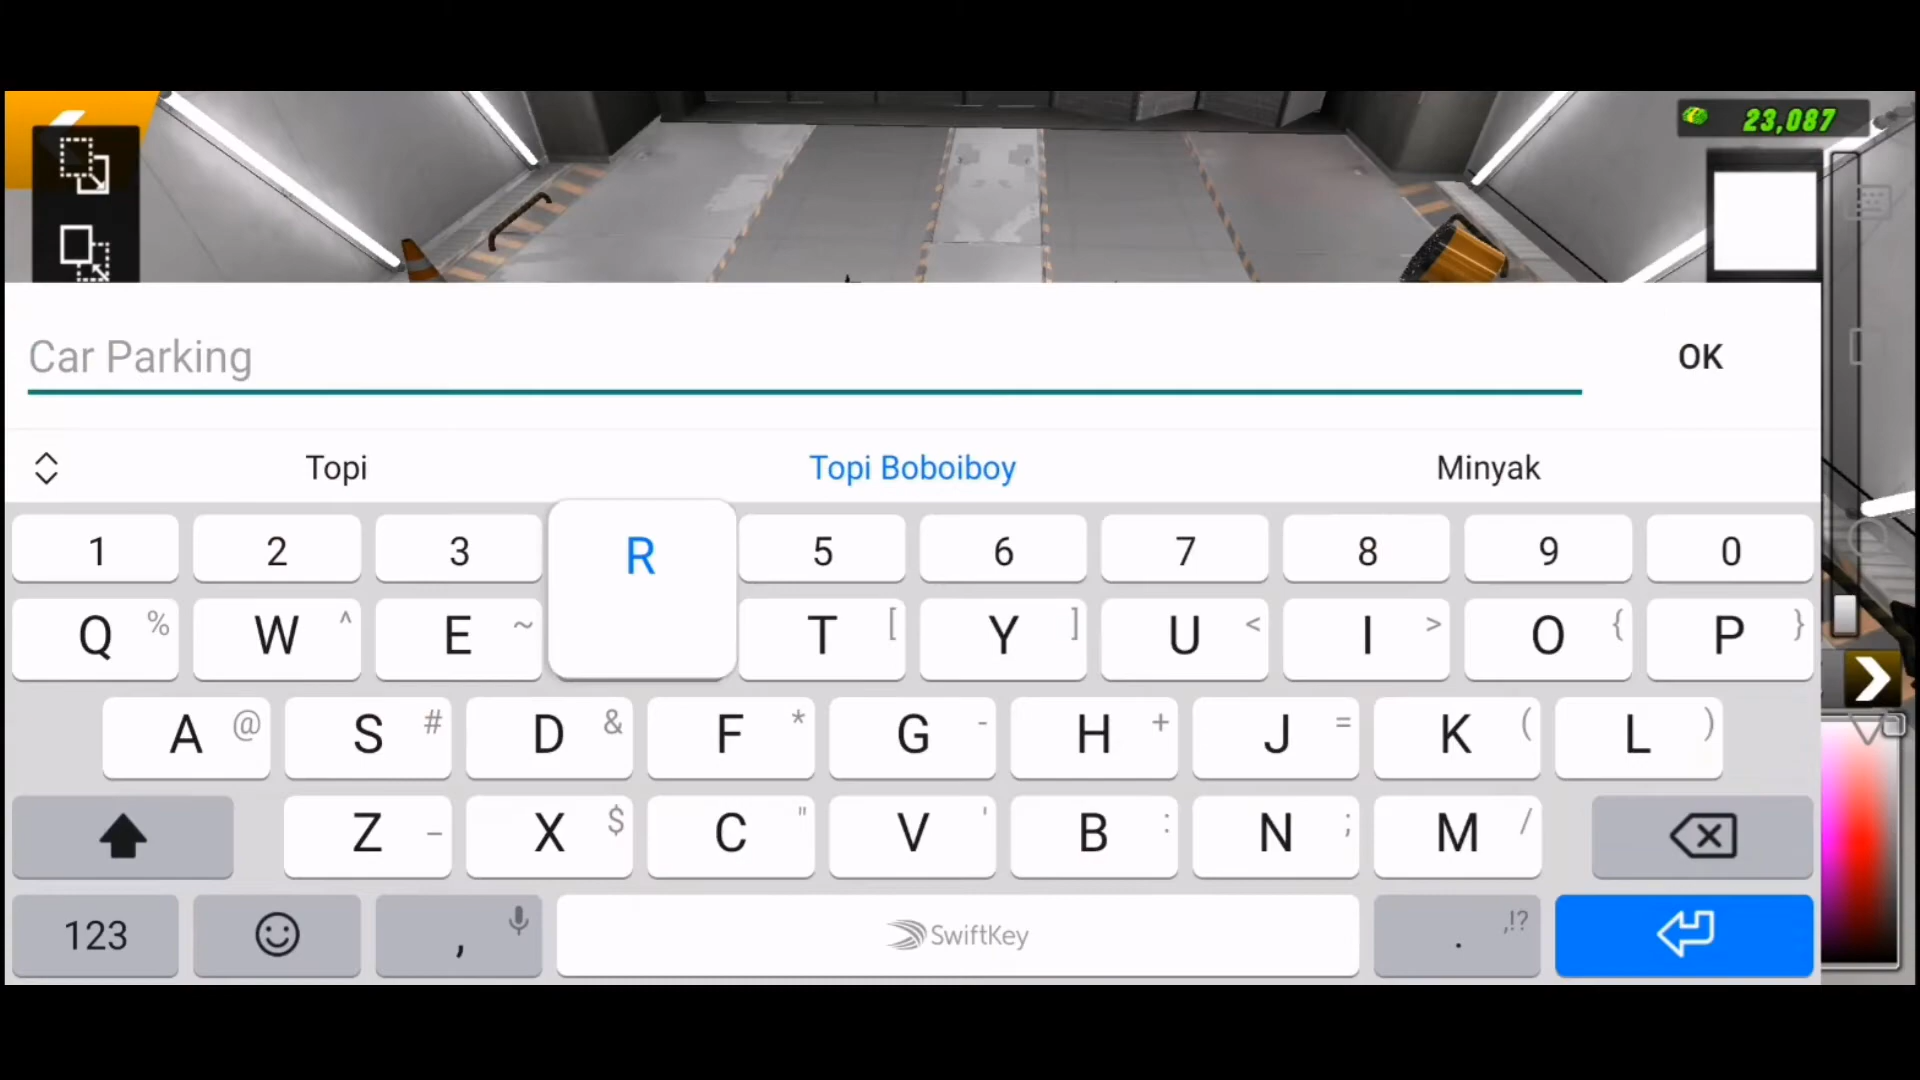 23,087
Car Parking
OK
Topi Topi Boboiboy Minyak
1 2 3 R 5 6 7 8 9 0
Q % W ^ E ~ T [ Y ] U < I > O { P }
A @ S # D & F * G - H + J = K ( L )
Z _ X $ C " V ' B : N ; M /
123 , SwiftKey . ,!?